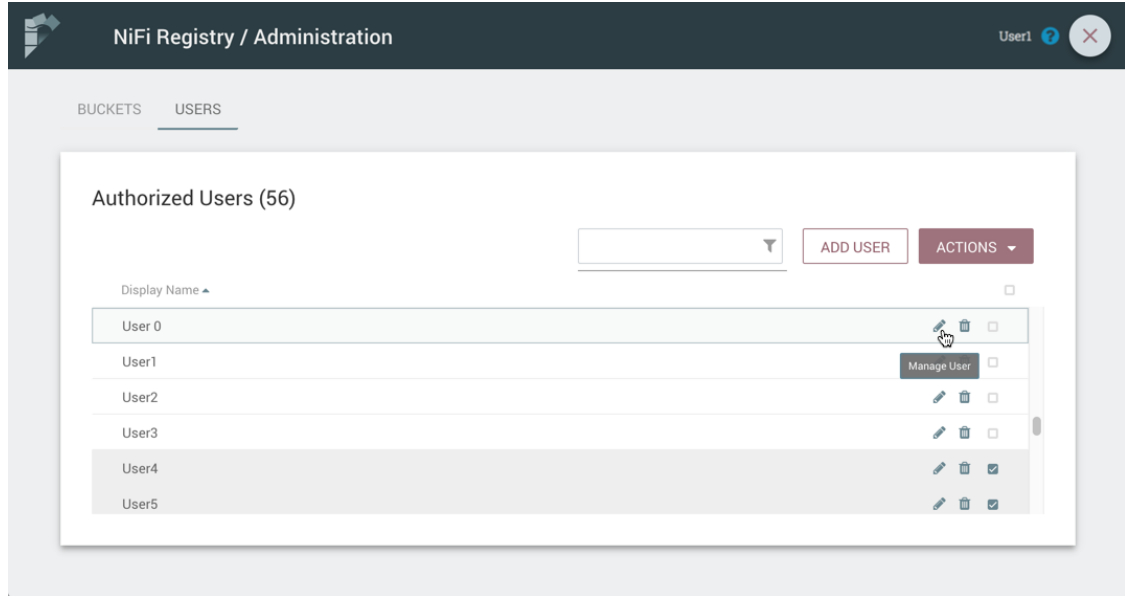 NiFi Registry / Administration
User1
BUCKETS USERS
Authorized Users (56)
ADD USER ACTIONS
Display Name
User 0
User1
Manage User
User2
User3
User4
User5